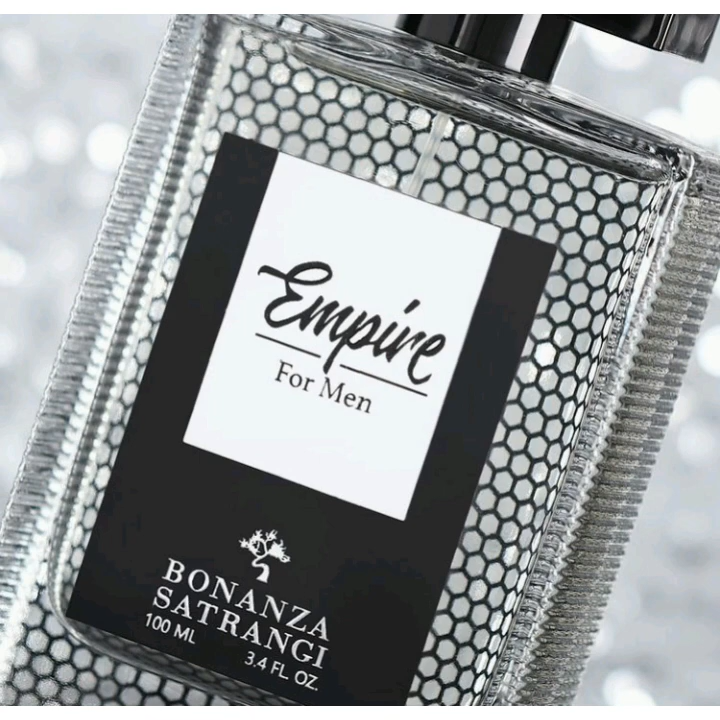 Empire
For Men
BONANZA
SATRANGI
100 ML
3.4 FL OZ.